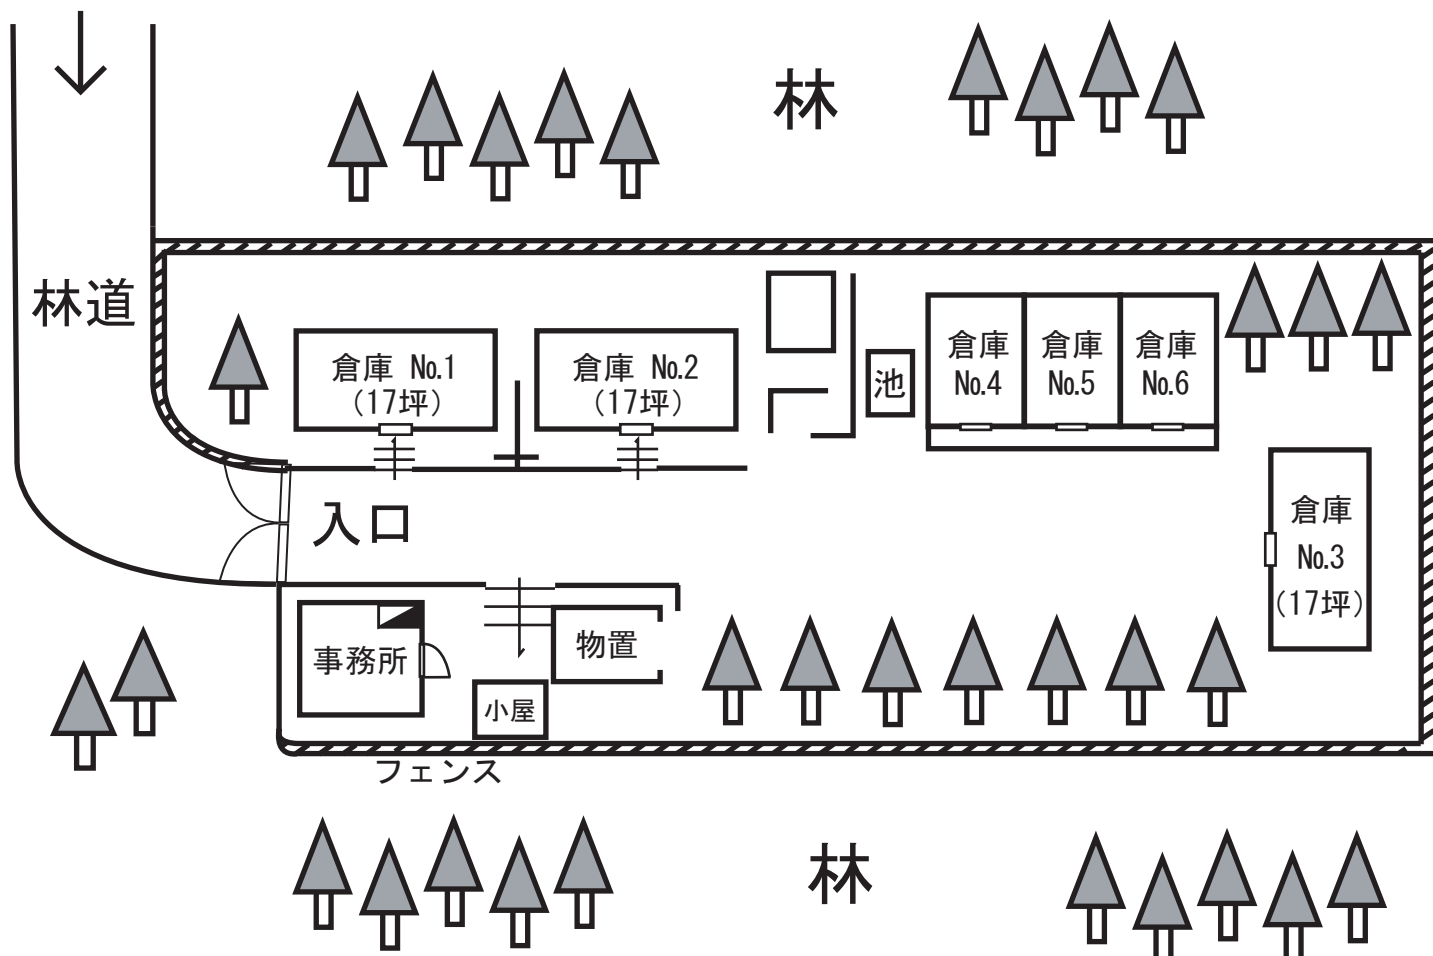 林
林道
倉庫 No.1
(17坪)
倉庫 No.2
(17坪)
池
倉庫
No.4
倉庫
No.5
倉庫
No.6
倉庫
No.3
(17坪)
入口
事務所
物置
小屋
フェンス
林